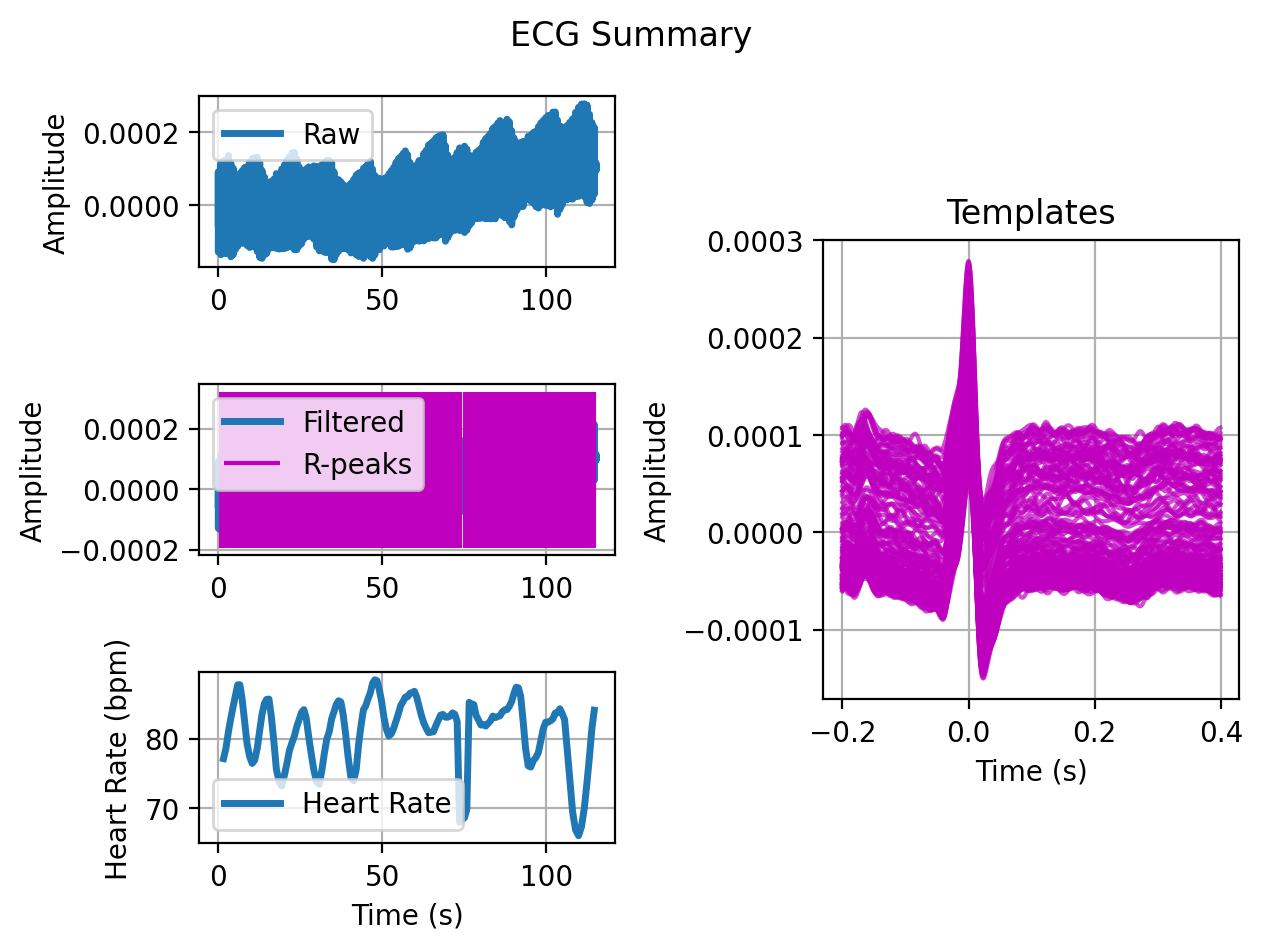 ECG Summary
Amplitude
0.0002
0.0000
Raw
0
50
100
Amplitude
0.0002
0.0000
−0.0002
Filtered
R-peaks
0
50
100
Heart Rate (bpm)
80
70
Heart Rate
0
50
100
Time (s)
Templates
Amplitude
0.0003
0.0002
0.0001
0.0000
−0.0001
−0.2
0.0
0.2
0.4
Time (s)